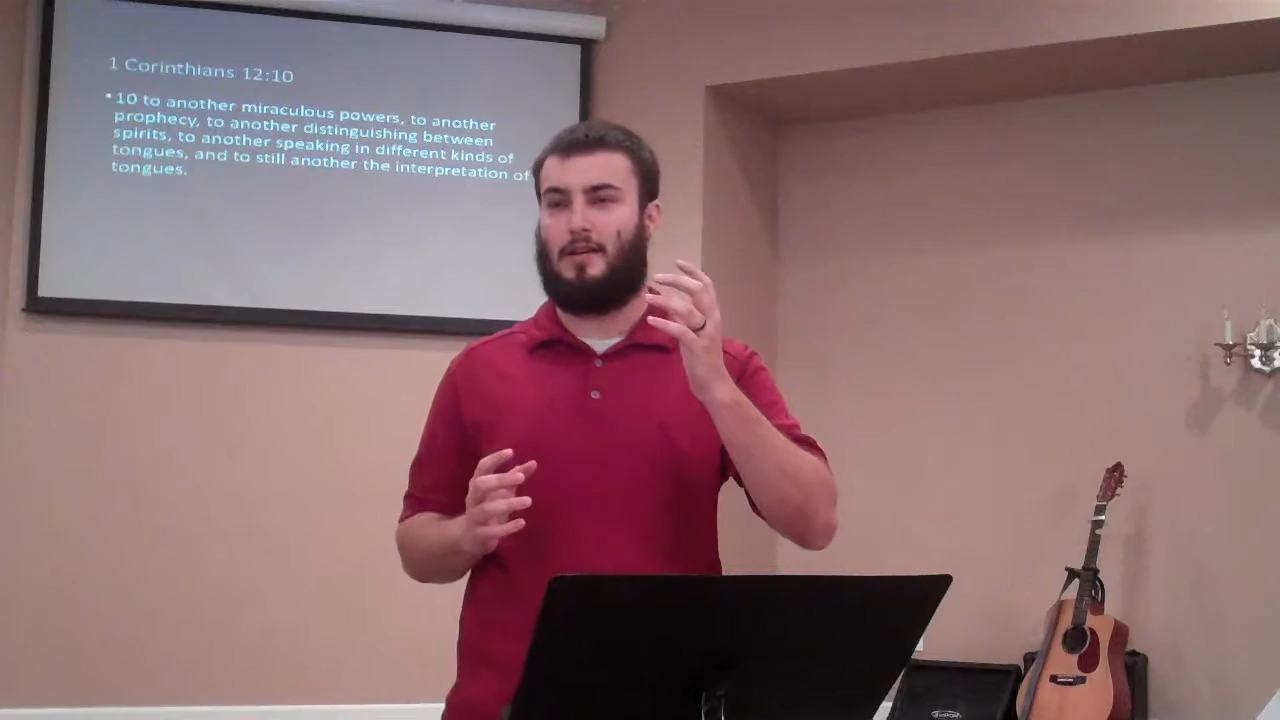 1 Corinthians 12:10
• 10 to another miraculous powers, to another
prophecy, to another distinguishing between
spirits, to another speaking in different kinds of
tongues, and to still another the interpretation of
tongues.